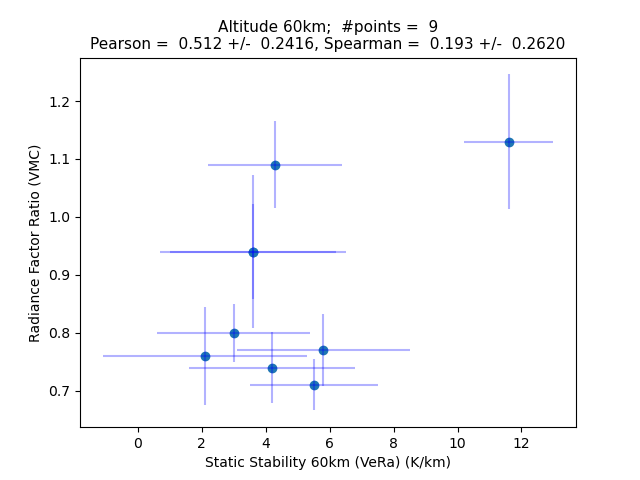 Altitude 60km;  #points =  9
Pearson =  0.512 +/-  0.2416, Spearman =  0.193 +/-  0.2620
Radiance Factor Ratio (VMC)
1.2
1.1
1.0
0.9
0.8
0.7
0 2 4 6 8 10 12
Static Stability 60km (VeRa) (K/km)